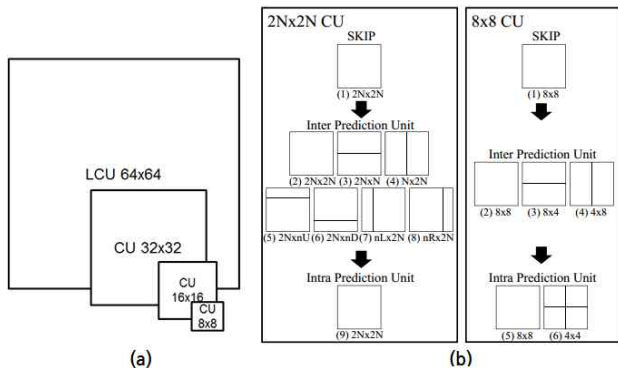 LCU 64x64
CU 32x32
CU
16x16
CU
8x8
(a)
2Nx2N CU
SKIP
(1) 2Nx2N
Inter Prediction Unit
(2) 2Nx2N (3) 2NxN (4) Nx2N
(5) 2NxnU (6) 2NxnD (7) nLx2N (8) nRx2N
Intra Prediction Unit
(9) 2Nx2N
8x8 CU
SKIP
(1) 8x8
Inter Prediction Unit
(2) 8x8 (3) 8x4 (4) 4x8
Intra Prediction Unit
(5) 8x8 (6) 4x4
(b)